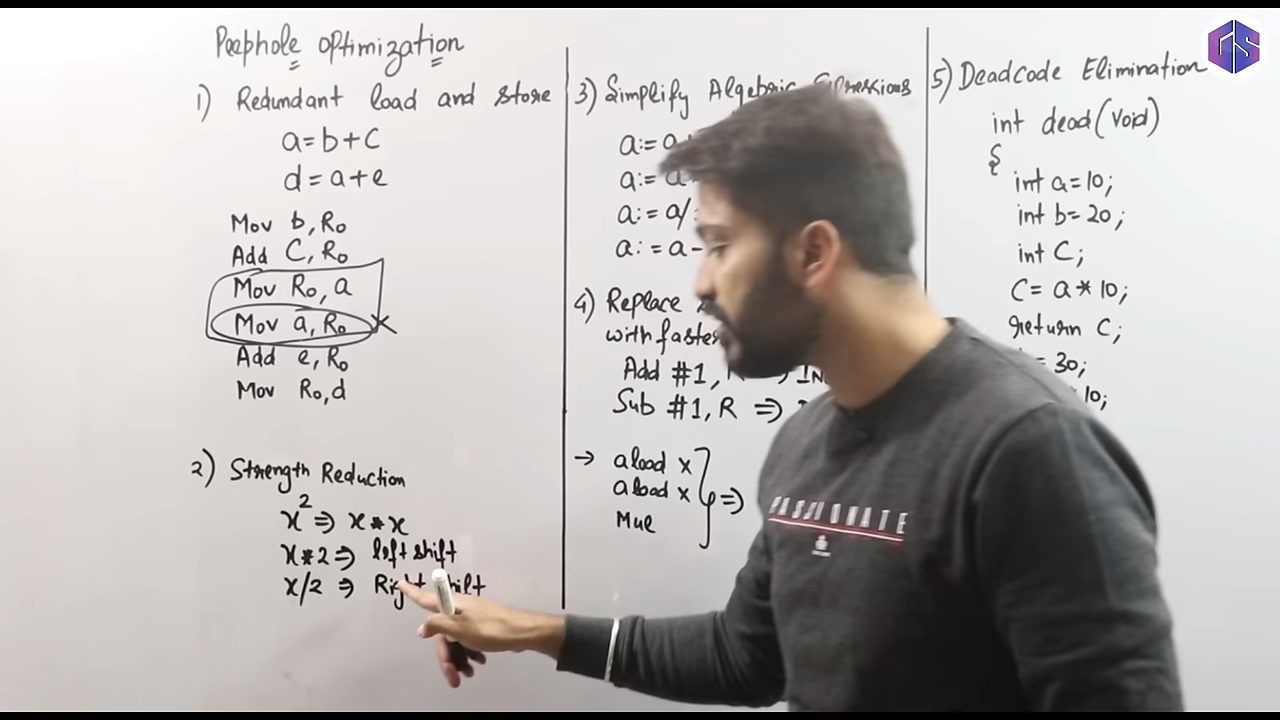 Peephole optimization
1) Redundant load and store
a=b+c
d=a+e
Mov b, R0
Add C, R0
Mov R0, a
Mov a, R0
Add e, R0
Mov R0, d
2) Strength Reduction
x² ⇒ x*x
x*2 ⇒ left shift
x/2 ⇒ Right shift
3) Simplify Algebric Expressions
a:= a
a:= a
a:= a/
a:= a-
4) Replace
with faster
Add #1, R ⇒ IN
Sub #1, R ⇒
→ aload x
aload x
Mul
⇒
5) Deadcode Elimination
int dead(void)
{
int a=10;
int b=20;
int C;
C= a*10;
return C;
= 30;
10;
PASSIONATE